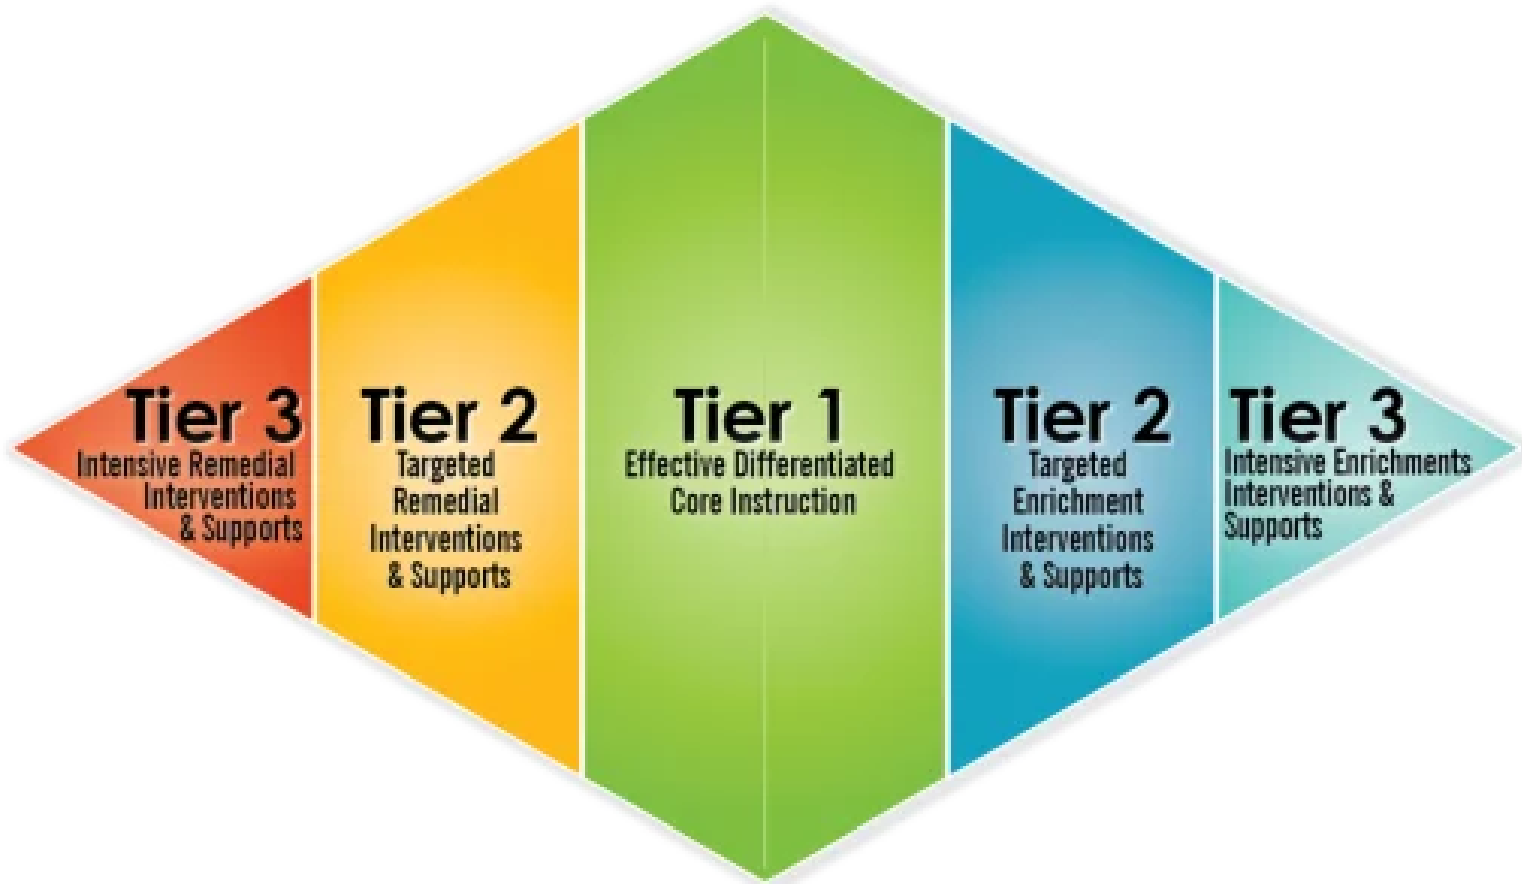 Tier 3
Intensive Remedial
Interventions
& Supports
Tier 2
Targeted
Remedial
Interventions
& Supports
Tier 1
Effective Differentiated
Core Instruction
Tier 2
Targeted
Enrichment
Interventions
& Supports
Tier 3
Intensive Enrichments
Interventions &
Supports